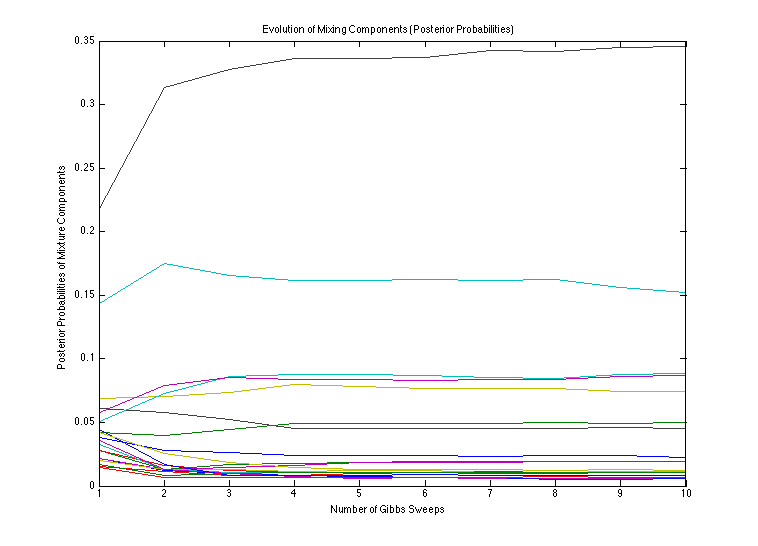 Evolution of Mixing Components (Posterior Probabilities)
0.35
0.3
0.25
0.2
0.15
0.1
0.05
0
Posterior Probabilities of Mixture Components
1 2 3 4 5 6 7 8 9 10
Number of Gibbs Sweeps